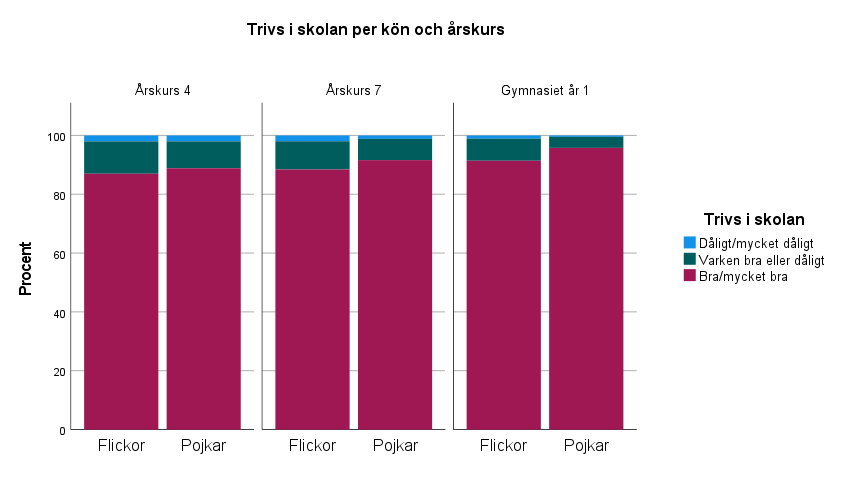 Trivs i skolan per kön och årskurs
Årskurs 4
Årskurs 7
Gymnasiet år 1
100
80
60
40
20
0
Procent
Flickor
Pojkar
Flickor
Pojkar
Flickor
Pojkar
Trivs i skolan
Dåligt/mycket dåligt
Varken bra eller dåligt
Bra/mycket bra